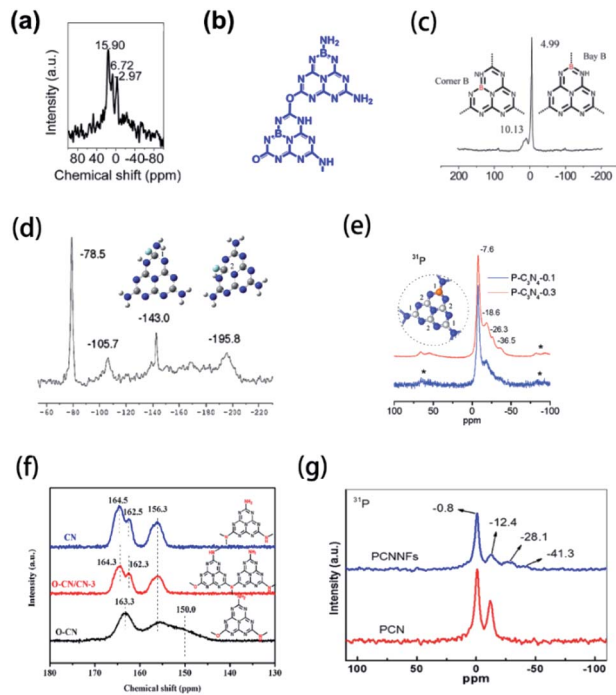 (a)
15.90
6.72
-2.97
Intensity (a.u.)
80 40 0 -40-80
Chemical shift (ppm)
(b)
NH₂
B
N
O
NH
NH₂
B
O
NH
(c)
4.99
Corner B
Bay B
10.13
Intensity (a.u.)
200 100 0 -100 -200
(d)
-78.5
-105.7
-143.0
-195.8
1
2
-60 -80 -100 -120 -140 -160 -180 -200 -220
(e)
³¹P
-7.6
P-C₃N₄-0.1
P-C₃N₄-0.3
-18.6
-26.3
-36.5
*
*
Intensity (a.u.)
100 50 0 -50 -100
ppm
(f)
164.5
162.5
156.3
CN
164.3
162.3
O-CN/CN-3
163.3
150.0
O-CN
Intensity (a.u.)
180 170 160 150 140 130
Chemical shift (ppm)
(g)
³¹P
-0.8
-12.4
-28.1
-41.3
PCNNFs
PCN
Intensity (a.u.)
100 50 0 -50 -100
ppm